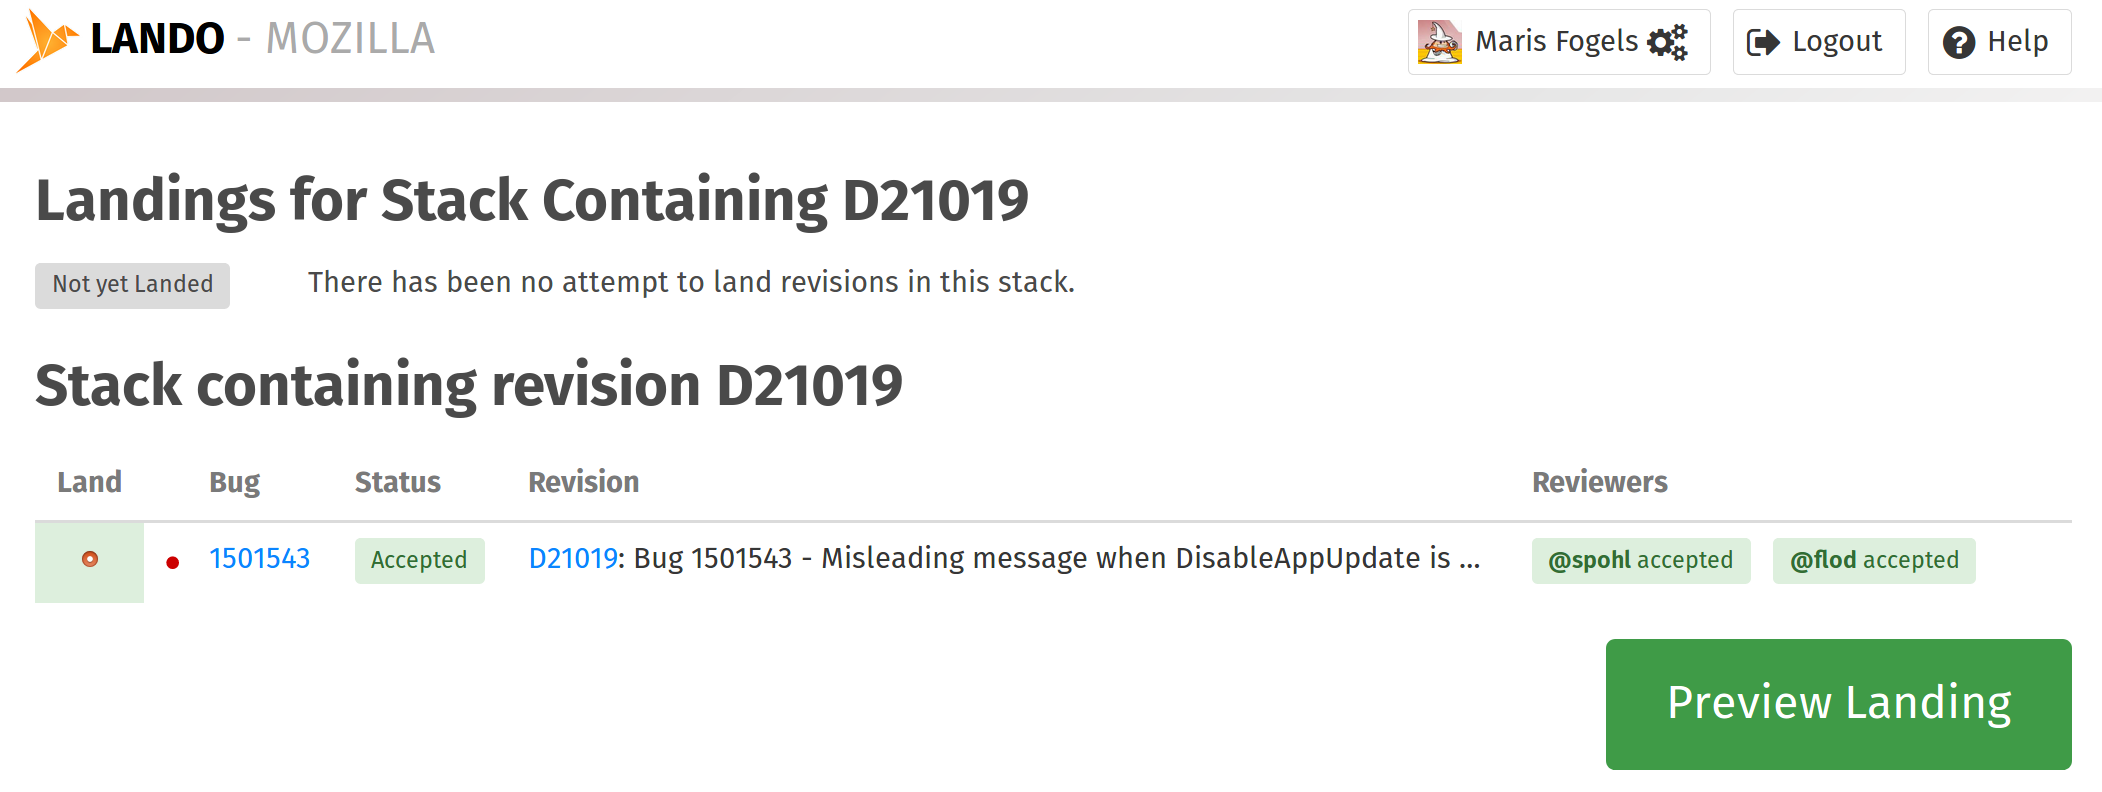 LANDO - MOZILLA
Maris Fogels
Logout
Help
Landings for Stack Containing D21019
Not yet Landed
There has been no attempt to land revisions in this stack.
Stack containing revision D21019
Land Bug Status Revision Reviewers
1501543 Accepted D21019: Bug 1501543 - Misleading message when DisableAppUpdate is ... @spohl accepted @flod accepted
Preview Landing